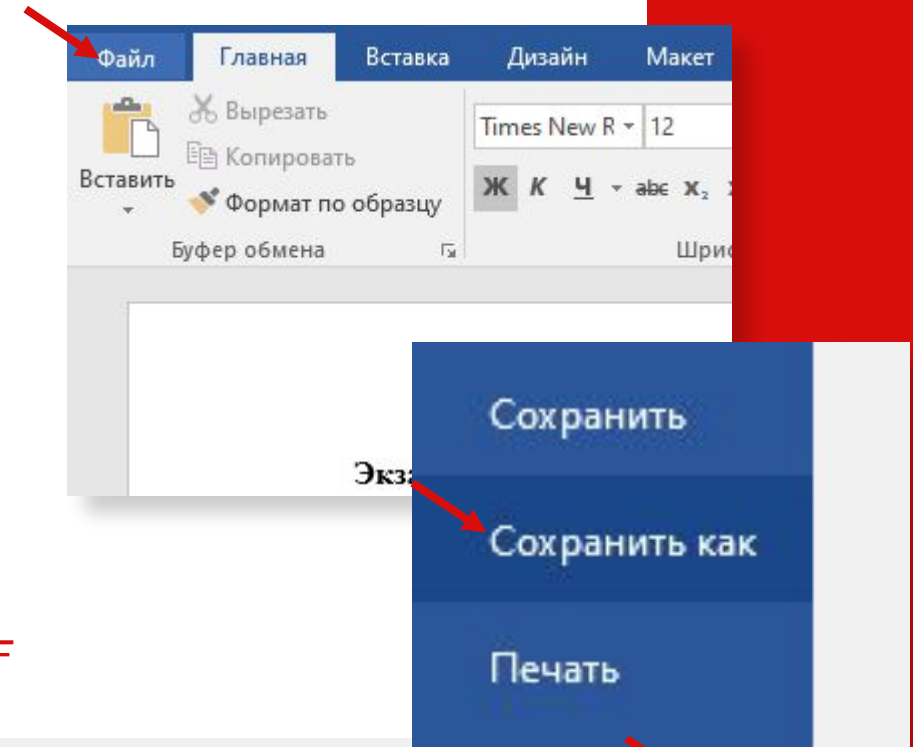 Файл Главная Вставка Дизайн Макет
Вырезать
Копировать
Вставить
Формат по образцу
Буфер обмена
Times New R 12
Ж К Ч abc x₂
Сохранить
Сохранить как
Печать